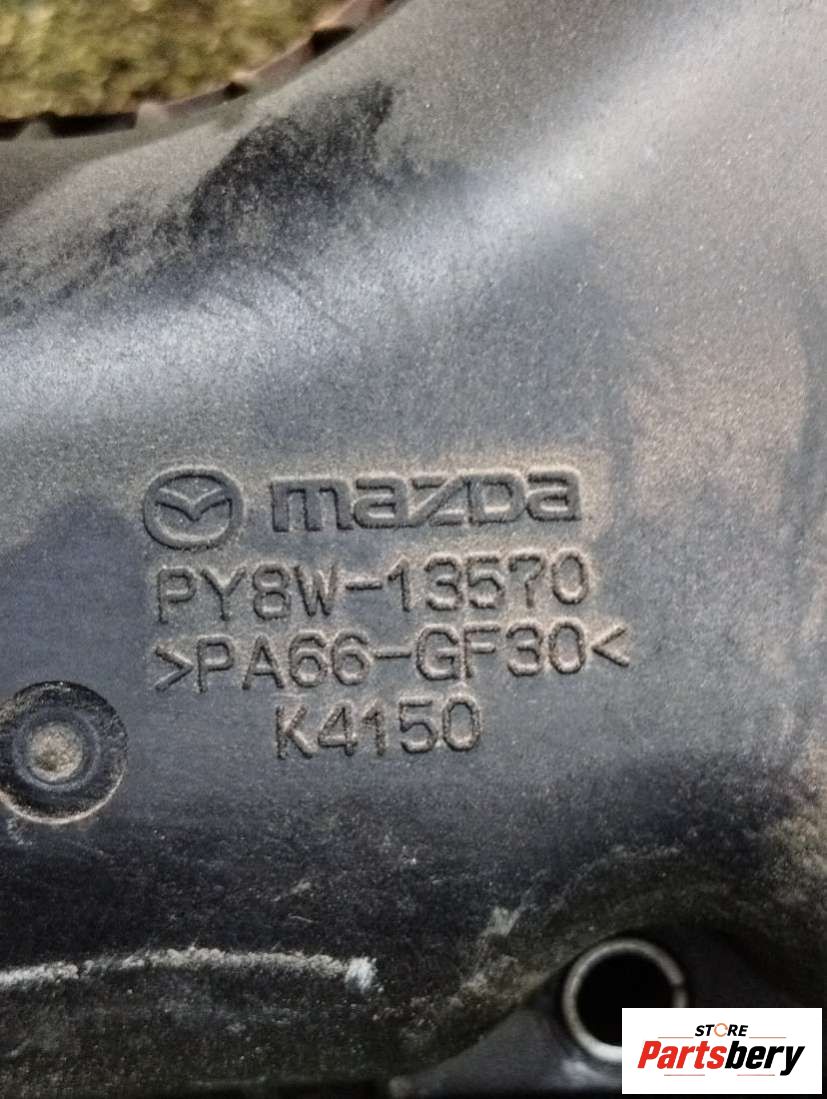 mazda
PY8W-13570
>PA66-GF30<
K4150
STORE
Partsbery